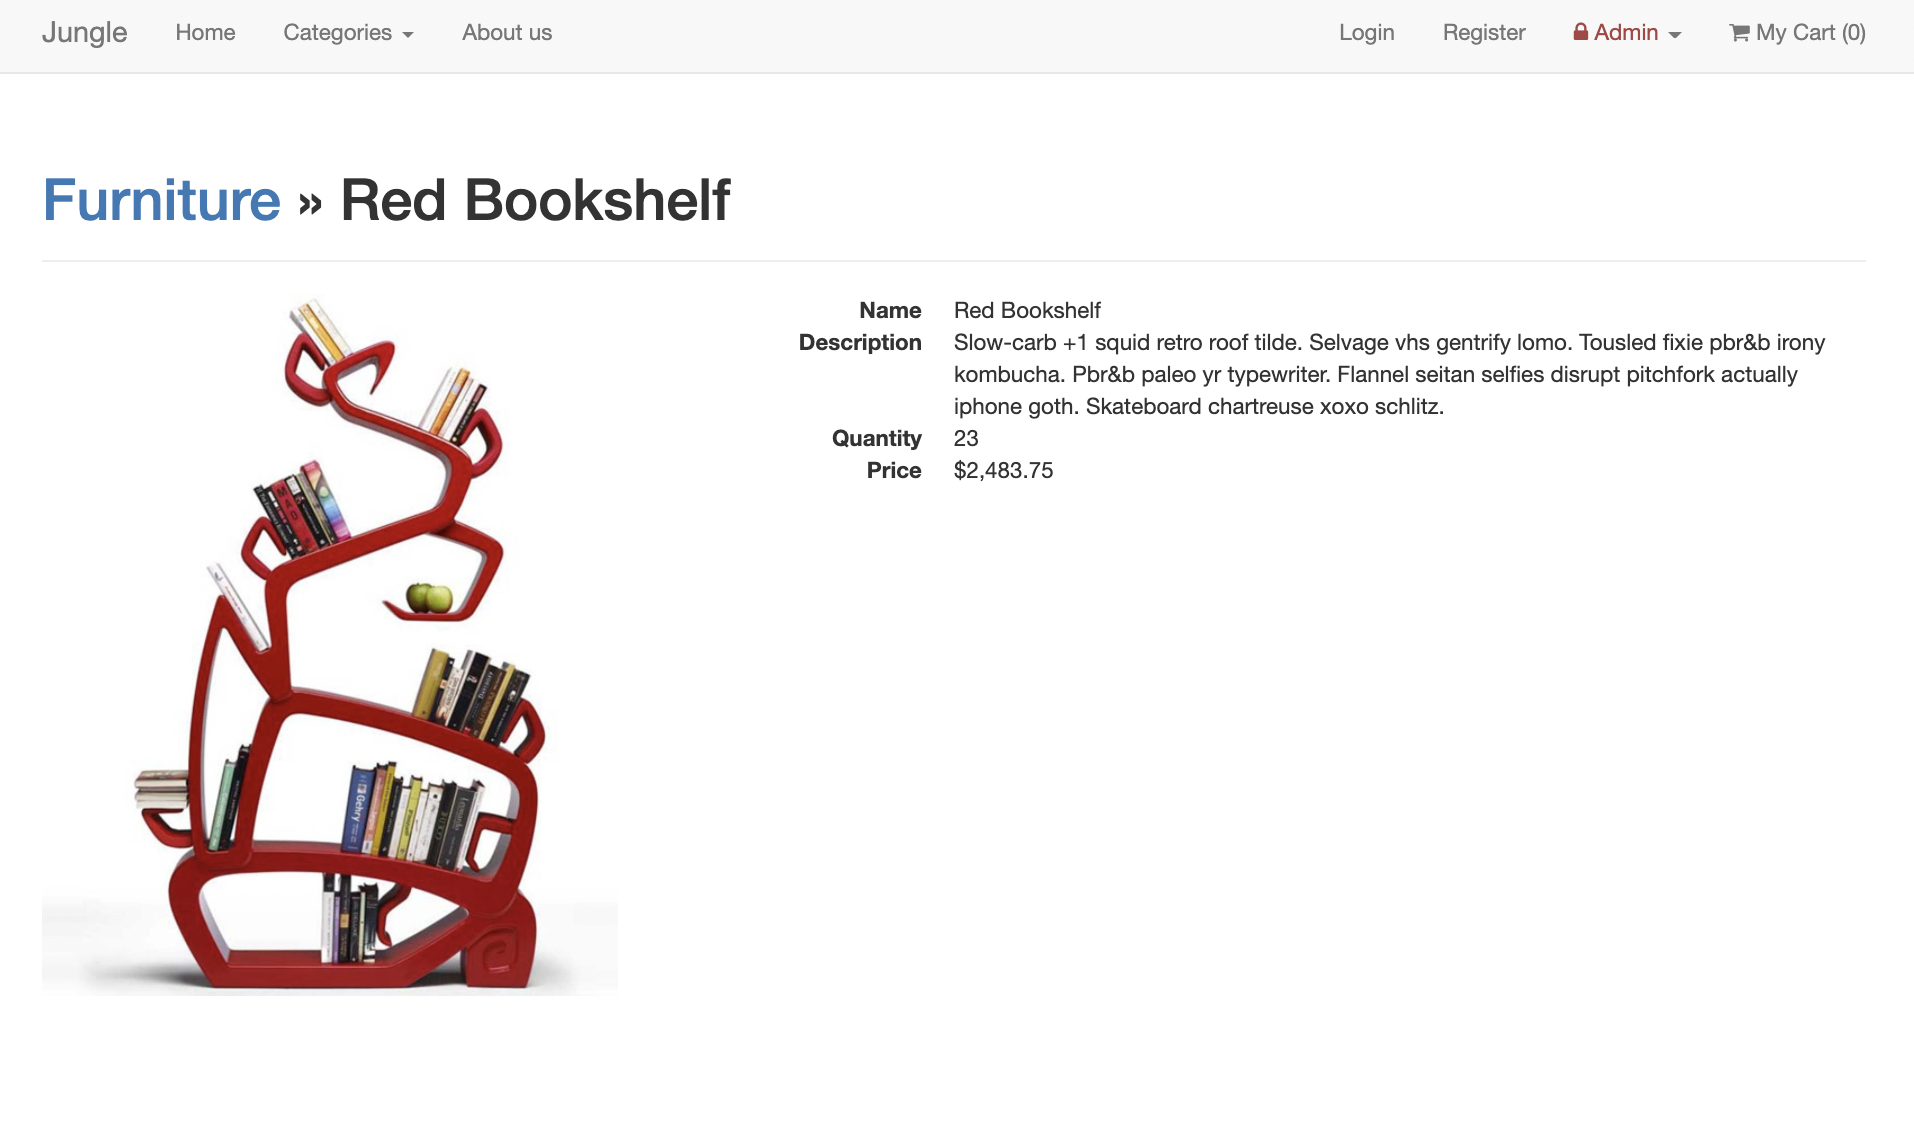 Jungle Home Categories About us Login Register Admin My Cart (0)
Furniture » Red Bookshelf
Name Red Bookshelf
Description Slow-carb +1 squid retro roof tilde. Selvage vhs gentrify lomo. Tousled fixie pbr&b irony
kombucha. Pbr&b paleo yr typewriter. Flannel seitan selfies disrupt pitchfork actually
iphone goth. Skateboard chartreuse xoxo schlitz.
Quantity 23
Price $2,483.75
Gehry